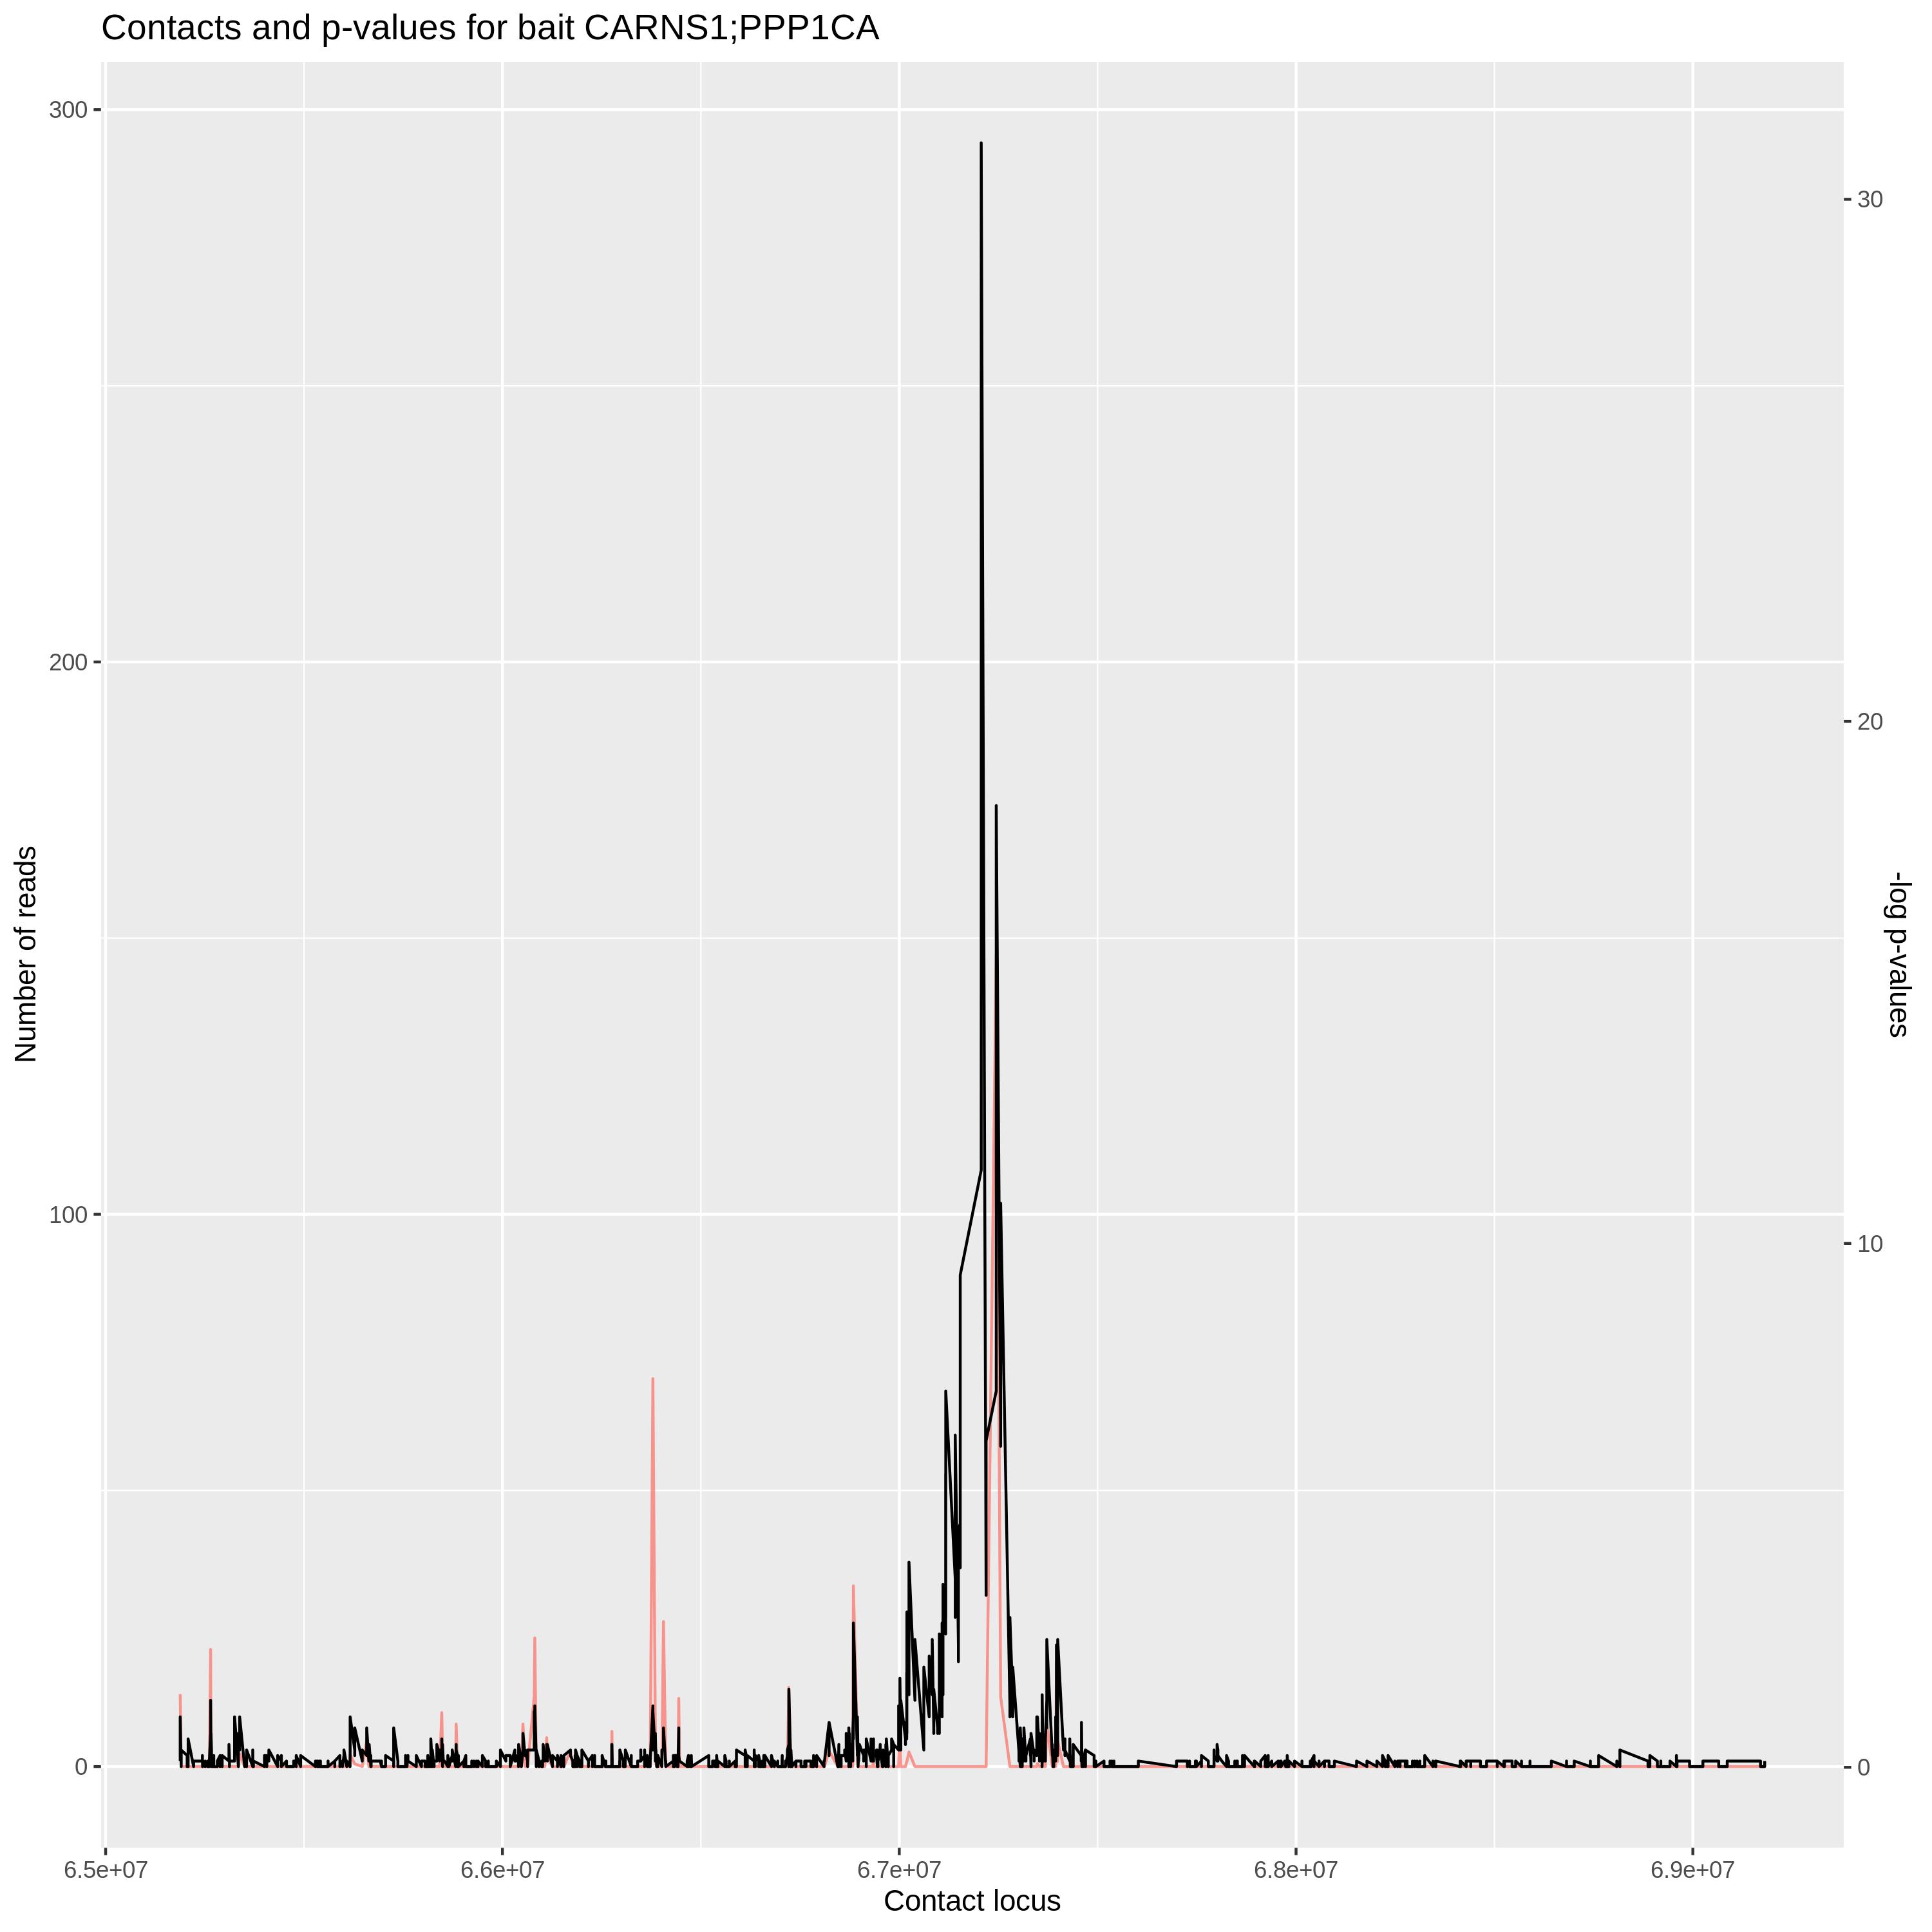 Contacts and p-values for bait CARNS1;PPP1CA
300
200
100
0
Number of reads
30
20
10
0
-log p-values
6.5e+07 6.6e+07 6.7e+07 6.8e+07 6.9e+07
Contact locus